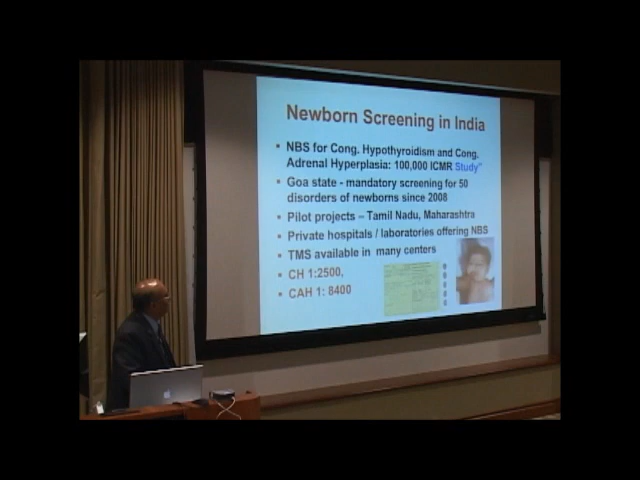 Newborn Screening in India
• NBS for Cong. Hypothyroidism and Cong.
Adrenal Hyperplasia: 100,000 ICMR Study"
• Goa state - mandatory screening for 50
disorders of newborns since 2008
• Pilot projects – Tamil Nadu, Maharashtra
• Private hospitals / laboratories offering NBS
• TMS available in many centers
• CH 1:2500,
• CAH 1: 8400